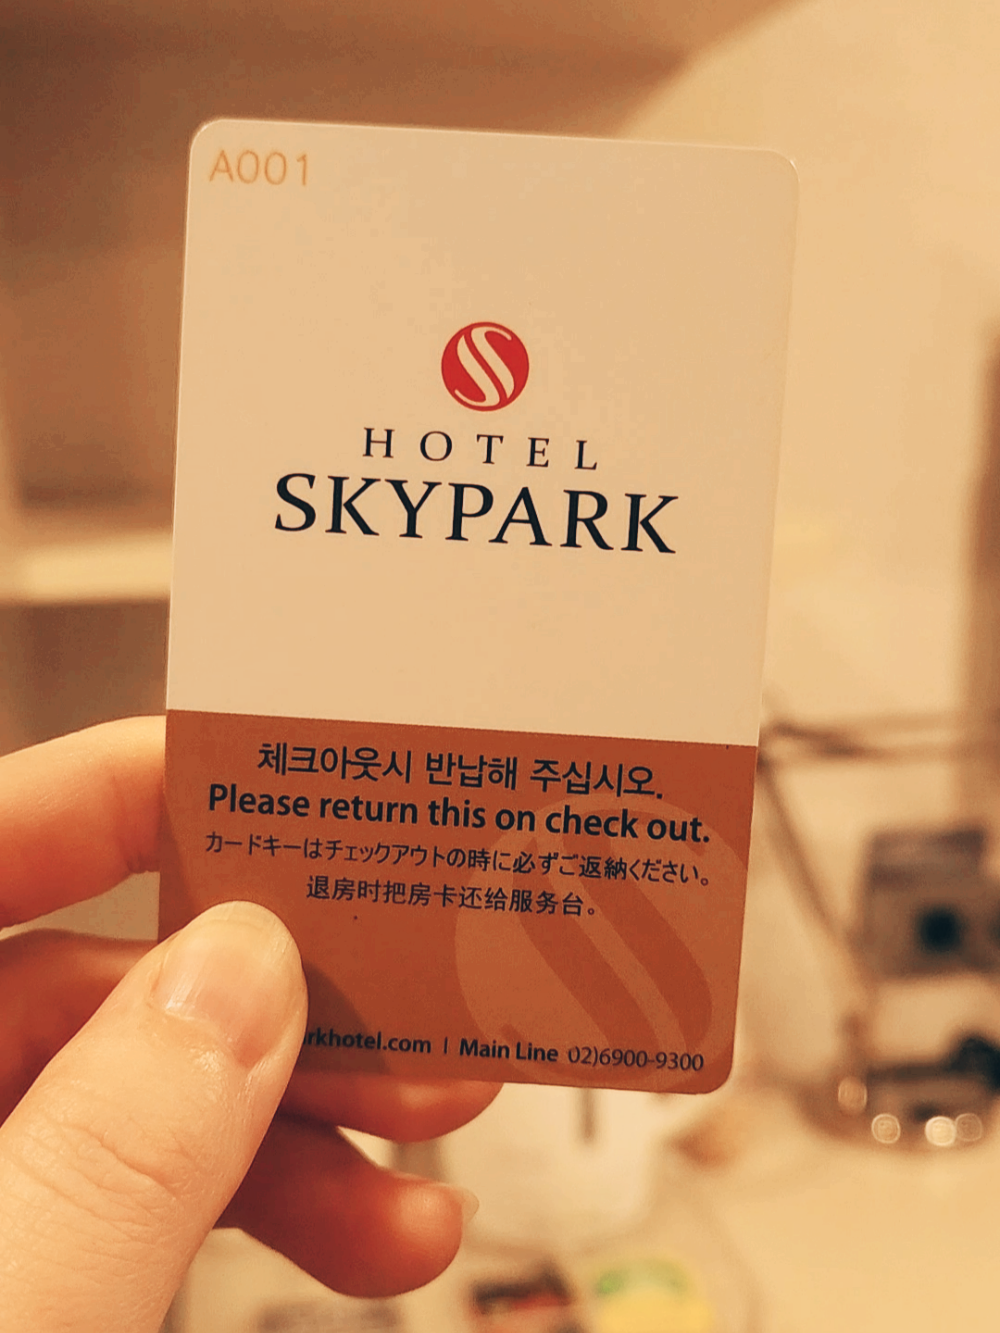 A001
HOTEL
SKYPARK
체크아웃시 반납해 주십시오.
Please return this on check out.
カードキーはチェックアウトの時に必ずご返納ください。
退房时把房卡还给服务台。
rkhotel.com | Main Line 02)6900-9300